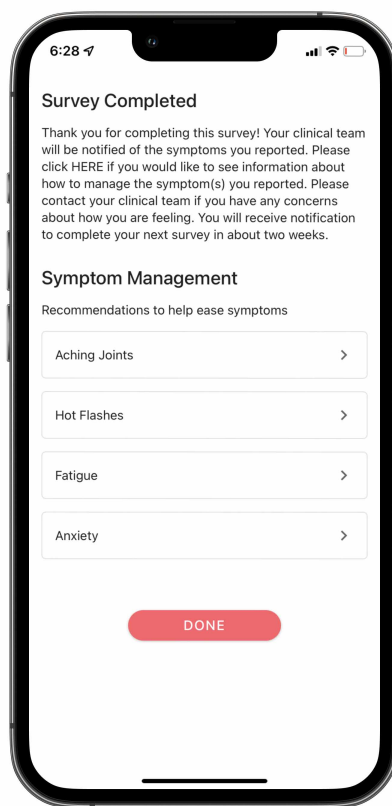 6:28
Survey Completed
Thank you for completing this survey! Your clinical team
will be notified of the symptoms you reported. Please
click HERE if you would like to see information about
how to manage the symptom(s) you reported. Please
contact your clinical team if you have any concerns
about how you are feeling. You will receive notification
to complete your next survey in about two weeks.
Symptom Management
Recommendations to help ease symptoms
Aching Joints
Hot Flashes
Fatigue
Anxiety
DONE